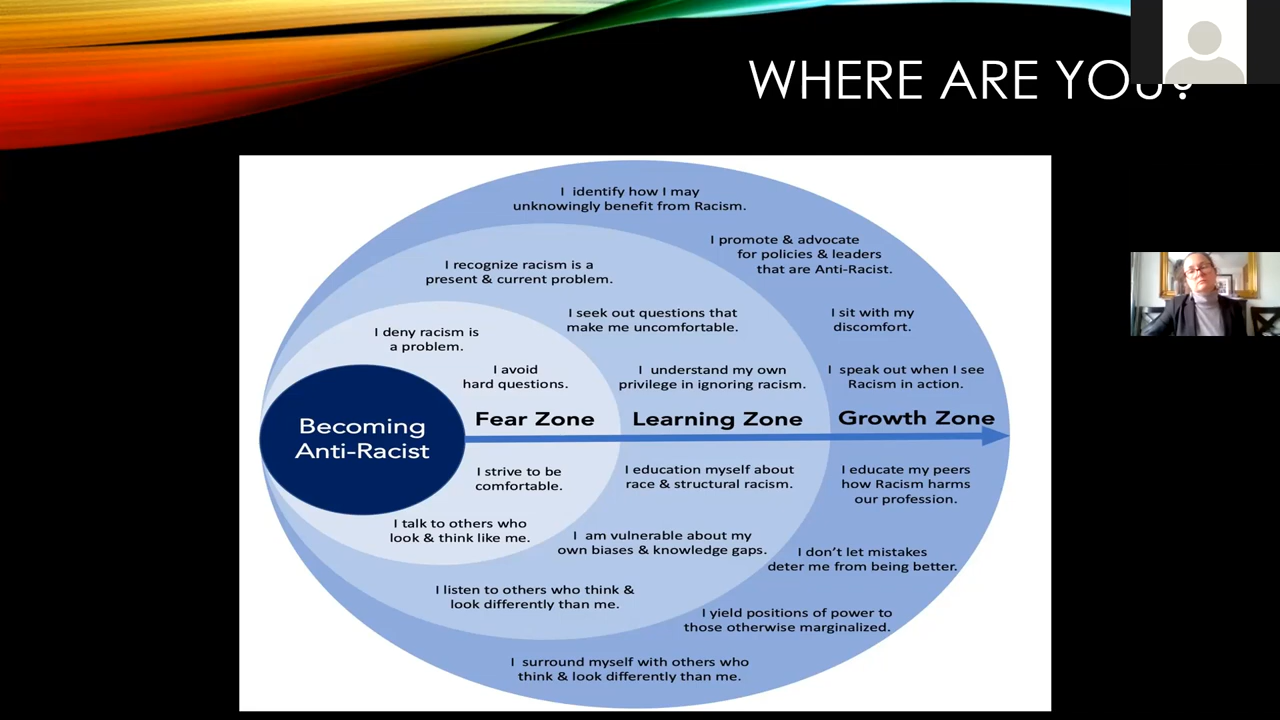 WHERE ARE YOU?
I identify how I may
unknowingly benefit from Racism.
I promote & advocate
for policies & leaders
that are Anti-Racist.
I recognize racism is a
present & current problem.
I seek out questions that
make me uncomfortable.
I sit with my
discomfort.
I deny racism is
a problem.
I avoid
hard questions.
I understand my own
privilege in ignoring racism.
I speak out when I see
Racism in action.
Becoming
Anti-Racist
Fear Zone
Learning Zone
Growth Zone
I strive to be
comfortable.
I education myself about
race & structural racism.
I educate my peers
how Racism harms
our profession.
I talk to others who
look & think like me.
I am vulnerable about my
own biases & knowledge gaps.
I don't let mistakes
deter me from being better.
I listen to others who think &
look differently than me.
I yield positions of power to
those otherwise marginalized.
I surround myself with others who
think & look differently than me.